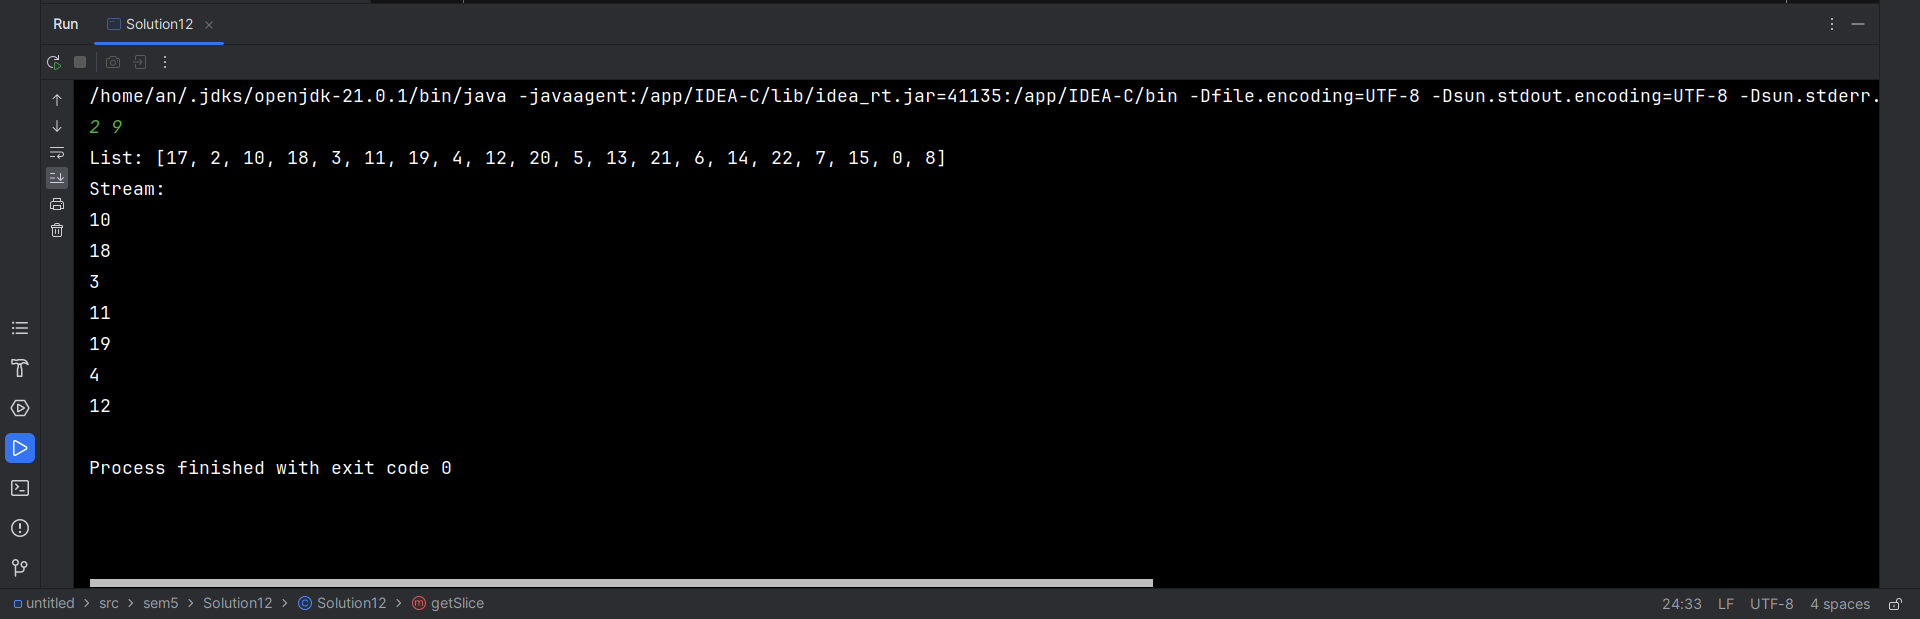 Run Solution12
/home/an/.jdks/openjdk-21.0.1/bin/java -javaagent:/app/IDEA-C/lib/idea_rt.jar=41135:/app/IDEA-C/bin -Dfile.encoding=UTF-8 -Dsun.stdout.encoding=UTF-8 -Dsun.stderr.
2 9
List: [17, 2, 10, 18, 3, 11, 19, 4, 12, 20, 5, 13, 21, 6, 14, 22, 7, 15, 0, 8]
Stream:
10
18
3
11
19
4
12
Process finished with exit code 0
untitled > src > sem5 > Solution12 > Solution12 > getSlice 24:33 LF UTF-8 4 spaces